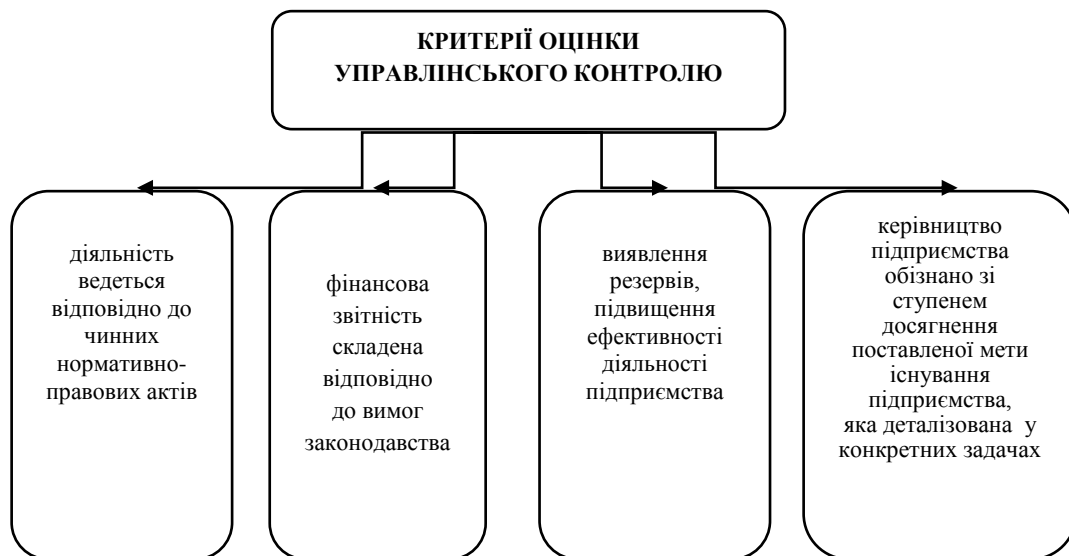 КРИТЕРІЇ ОЦІНКИ
УПРАВЛІНСЬКОГО КОНТРОЛЮ
діяльність
ведеться
відповідно до
чинних
нормативно-
правових актів
фінансова
звітність
складена
відповідно
до вимог
законодавства
виявлення
резервів,
підвищення
ефективності
діяльності
підприємства
керівництво
підприємства
обізнано зі
ступенем
досягнення
поставленої мети
існування
підприємства,
яка деталізована у
конкретних задачах